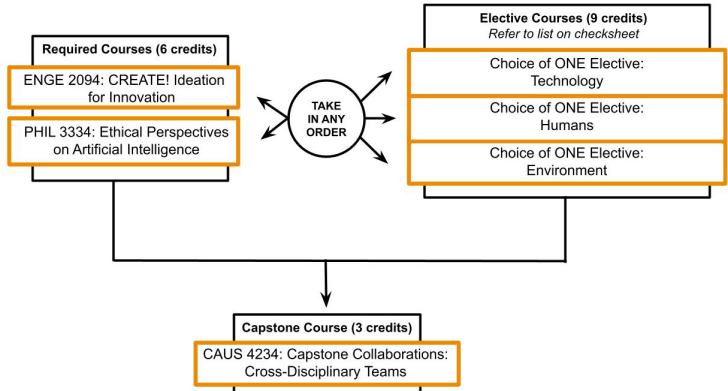 Required Courses (6 credits)
ENGE 2094: CREATE! Ideation
for Innovation
PHIL 3334: Ethical Perspectives
on Artificial Intelligence
TAKE
IN ANY
ORDER
Elective Courses (9 credits)
Refer to list on checksheet
Choice of ONE Elective:
Technology
Choice of ONE Elective:
Humans
Choice of ONE Elective:
Environment
Capstone Course (3 credits)
CAUS 4234: Capstone Collaborations:
Cross-Disciplinary Teams